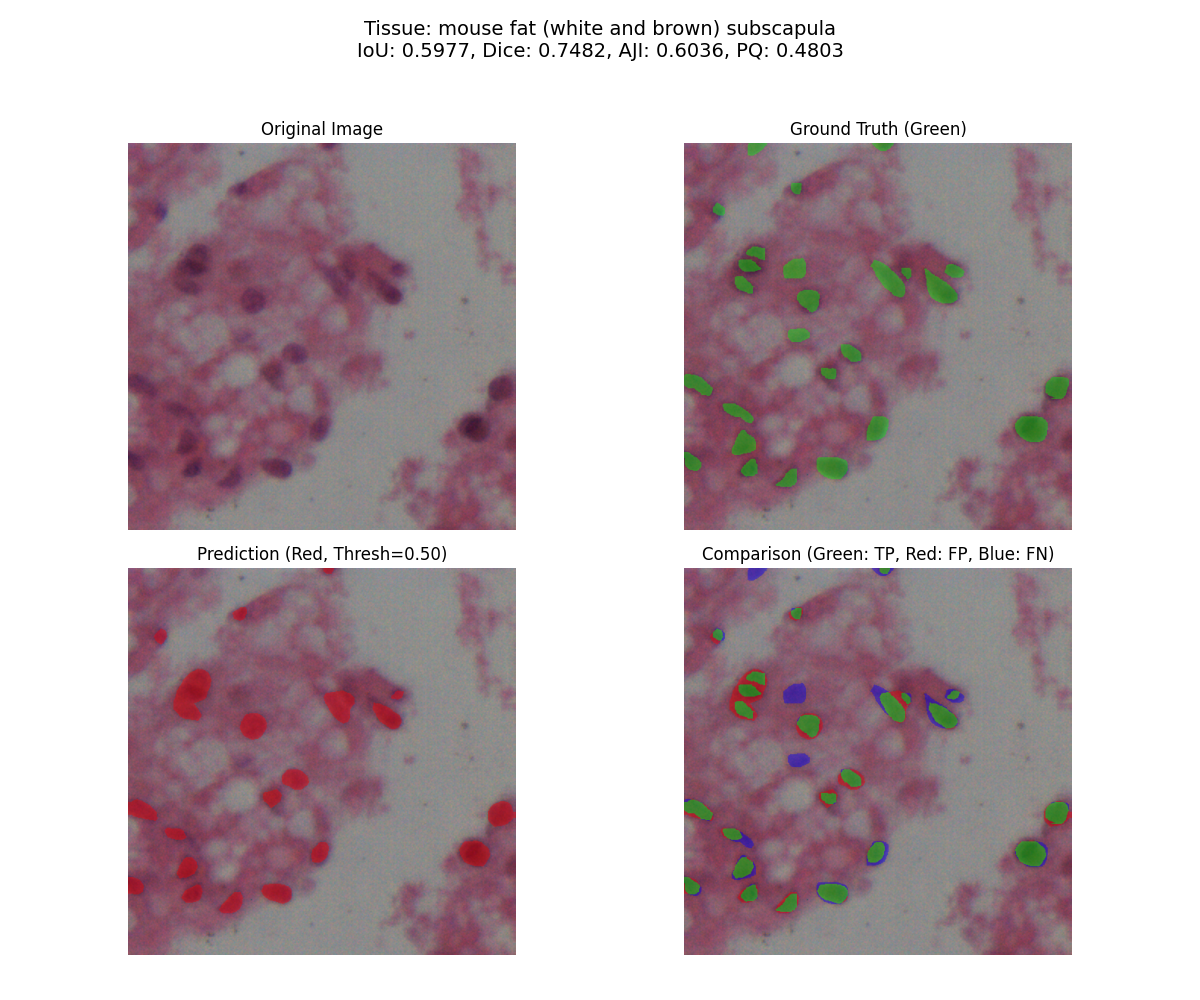 Tissue: mouse fat (white and brown) subscapula
IoU: 0.5977, Dice: 0.7482, AJI: 0.6036, PQ: 0.4803
Original Image
Ground Truth (Green)
Prediction (Red, Thresh=0.50)
Comparison (Green: TP, Red: FP, Blue: FN)